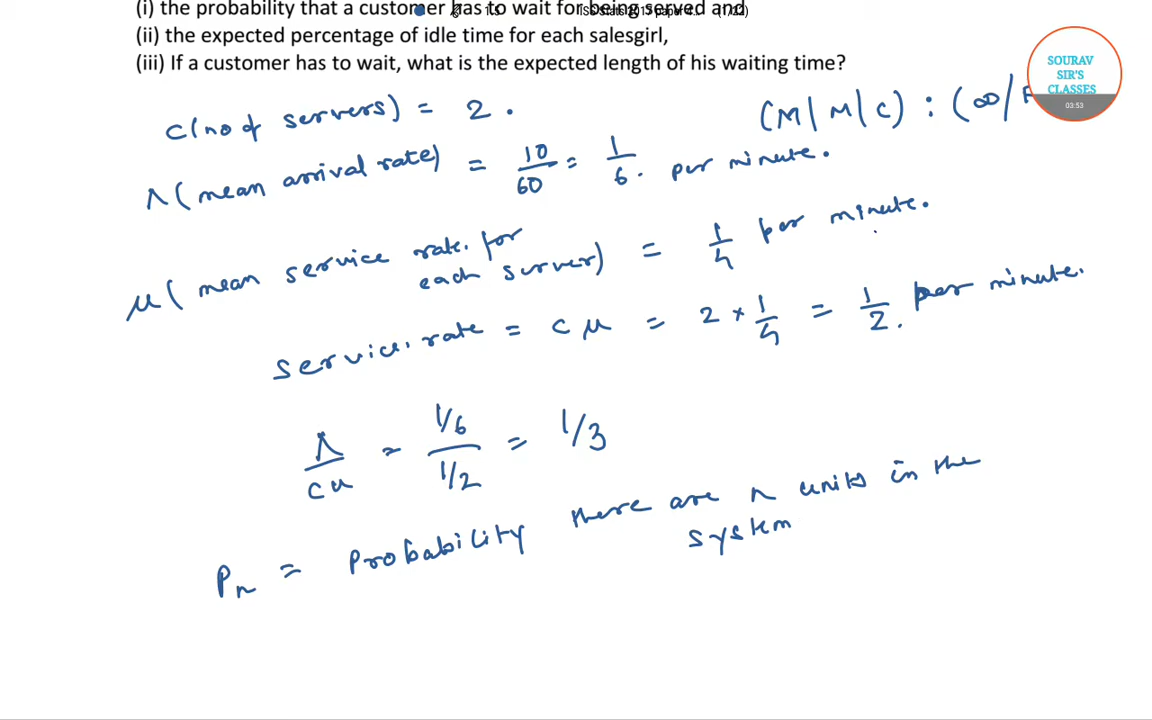 (i) the probability that a customer has to wait for being served and
(ii) the expected percentage of idle time for each salesgirl,
(iii) If a customer has to wait, what is the expected length of his waiting time?
SOURAV
SIR'S
CLASSES
03:53
c(no of servers) = 2.
(M|M|C) : (∞/
λ(mean arrival rate) = 10/60 = 1/6. per minute.
μ(mean service rate. for each server) = 1/4 per minute.
service. rate = cμ = 2 × 1/4 = 1/2. per minute.
λ/cμ = 1/6 / 1/2 = 1/3
Pn = Probability there are n units in the
system